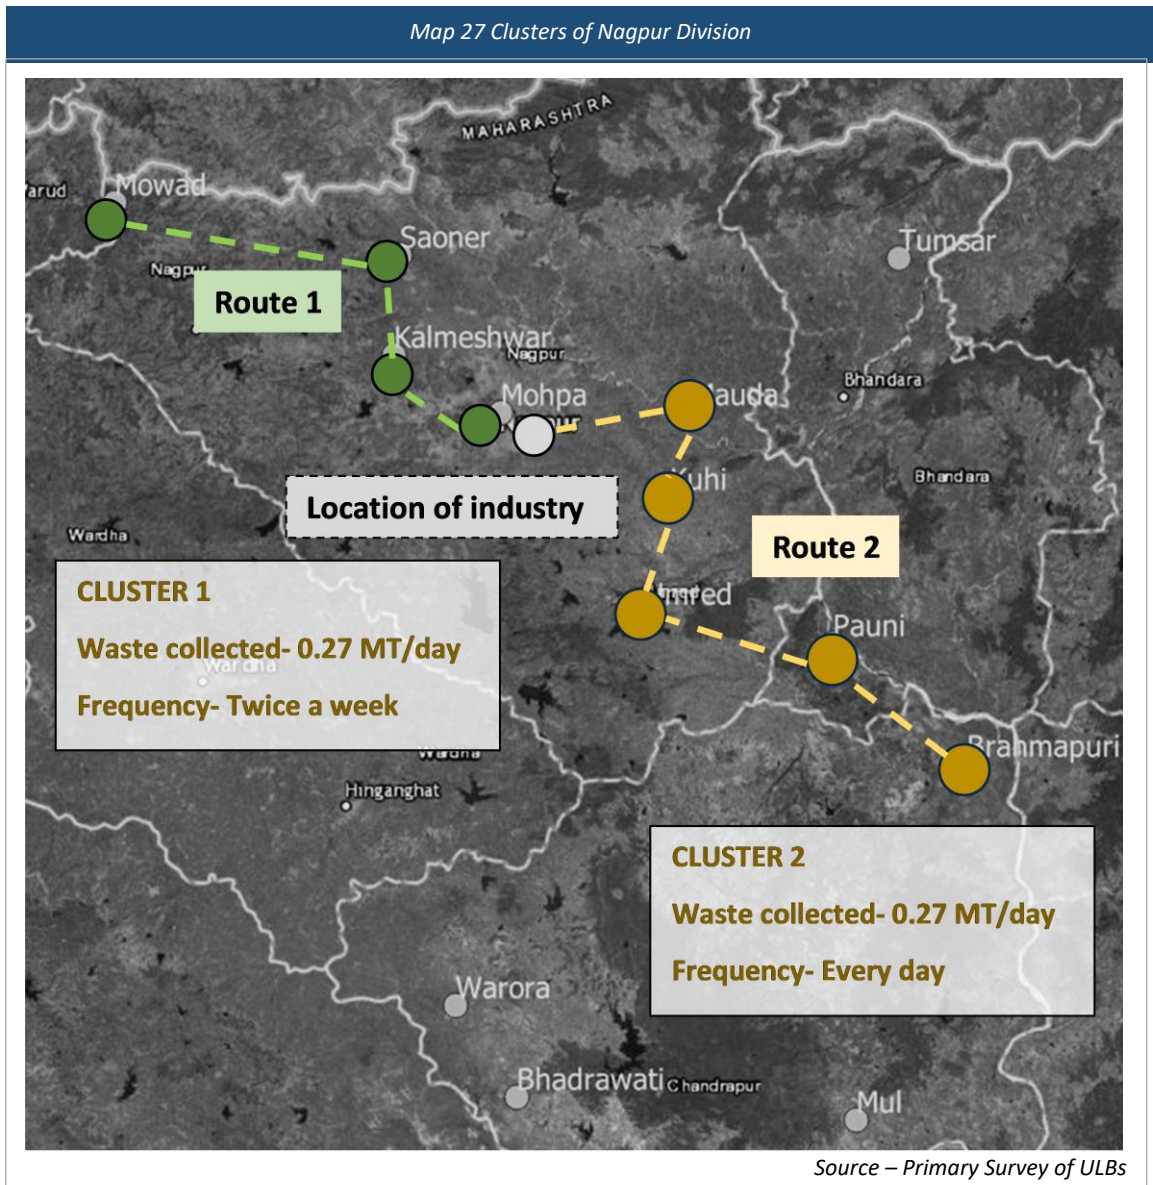 Map 27 Clusters of Nagpur Division
MAHARASHTRA
arud
Mowad
Saoner
Tumsar
Nagpur
Route 1
Kalmeshwar
Nagpur
Bhandara
Mohpa
auda
Bhandara
Kuhi
Location of industry
Wardha
Route 2
CLUSTER 1
Waste collected- 0.27 MT/day
Frequency- Twice a week
mred
Pauni
Wardha
Wardha
Brahmapuri
Hinganghat
CLUSTER 2
Waste collected- 0.27 MT/day
Frequency- Every day
Warora
Bhadrawati
Chandrapur
Mul
Source – Primary Survey of ULBs